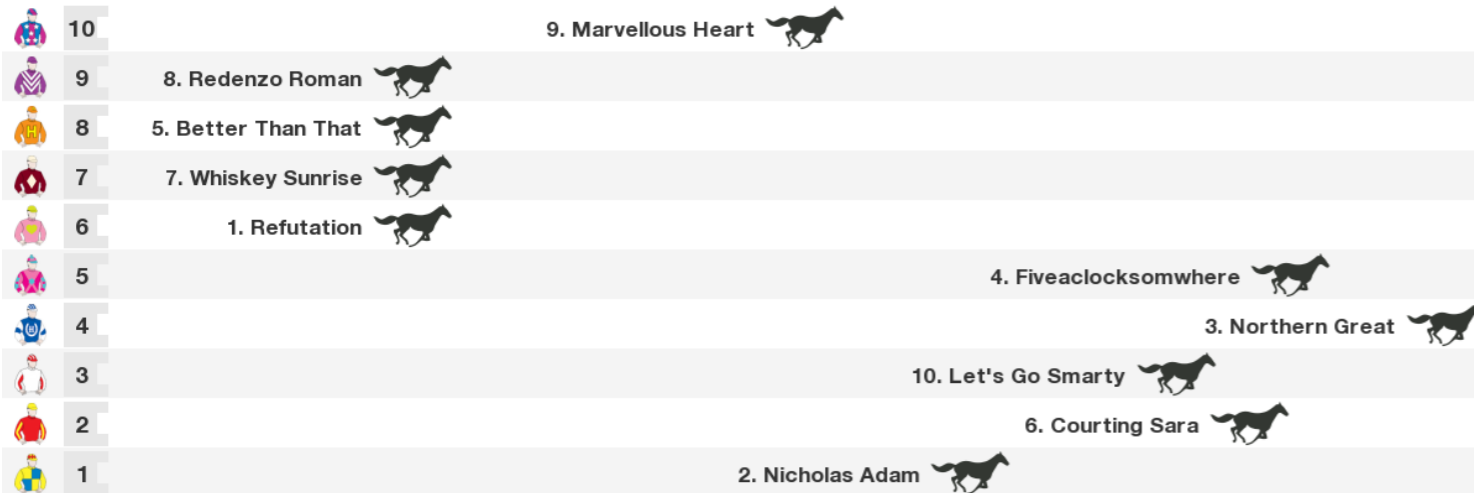 10 9. Marvellous Heart
9 8. Redenzo Roman
8 5. Better Than That
7 7. Whiskey Sunrise
6 1. Refutation
5 4. Fiveaclocksomwhere
4 3. Northern Great
3 10. Let's Go Smarty
2 6. Courting Sara
1 2. Nicholas Adam